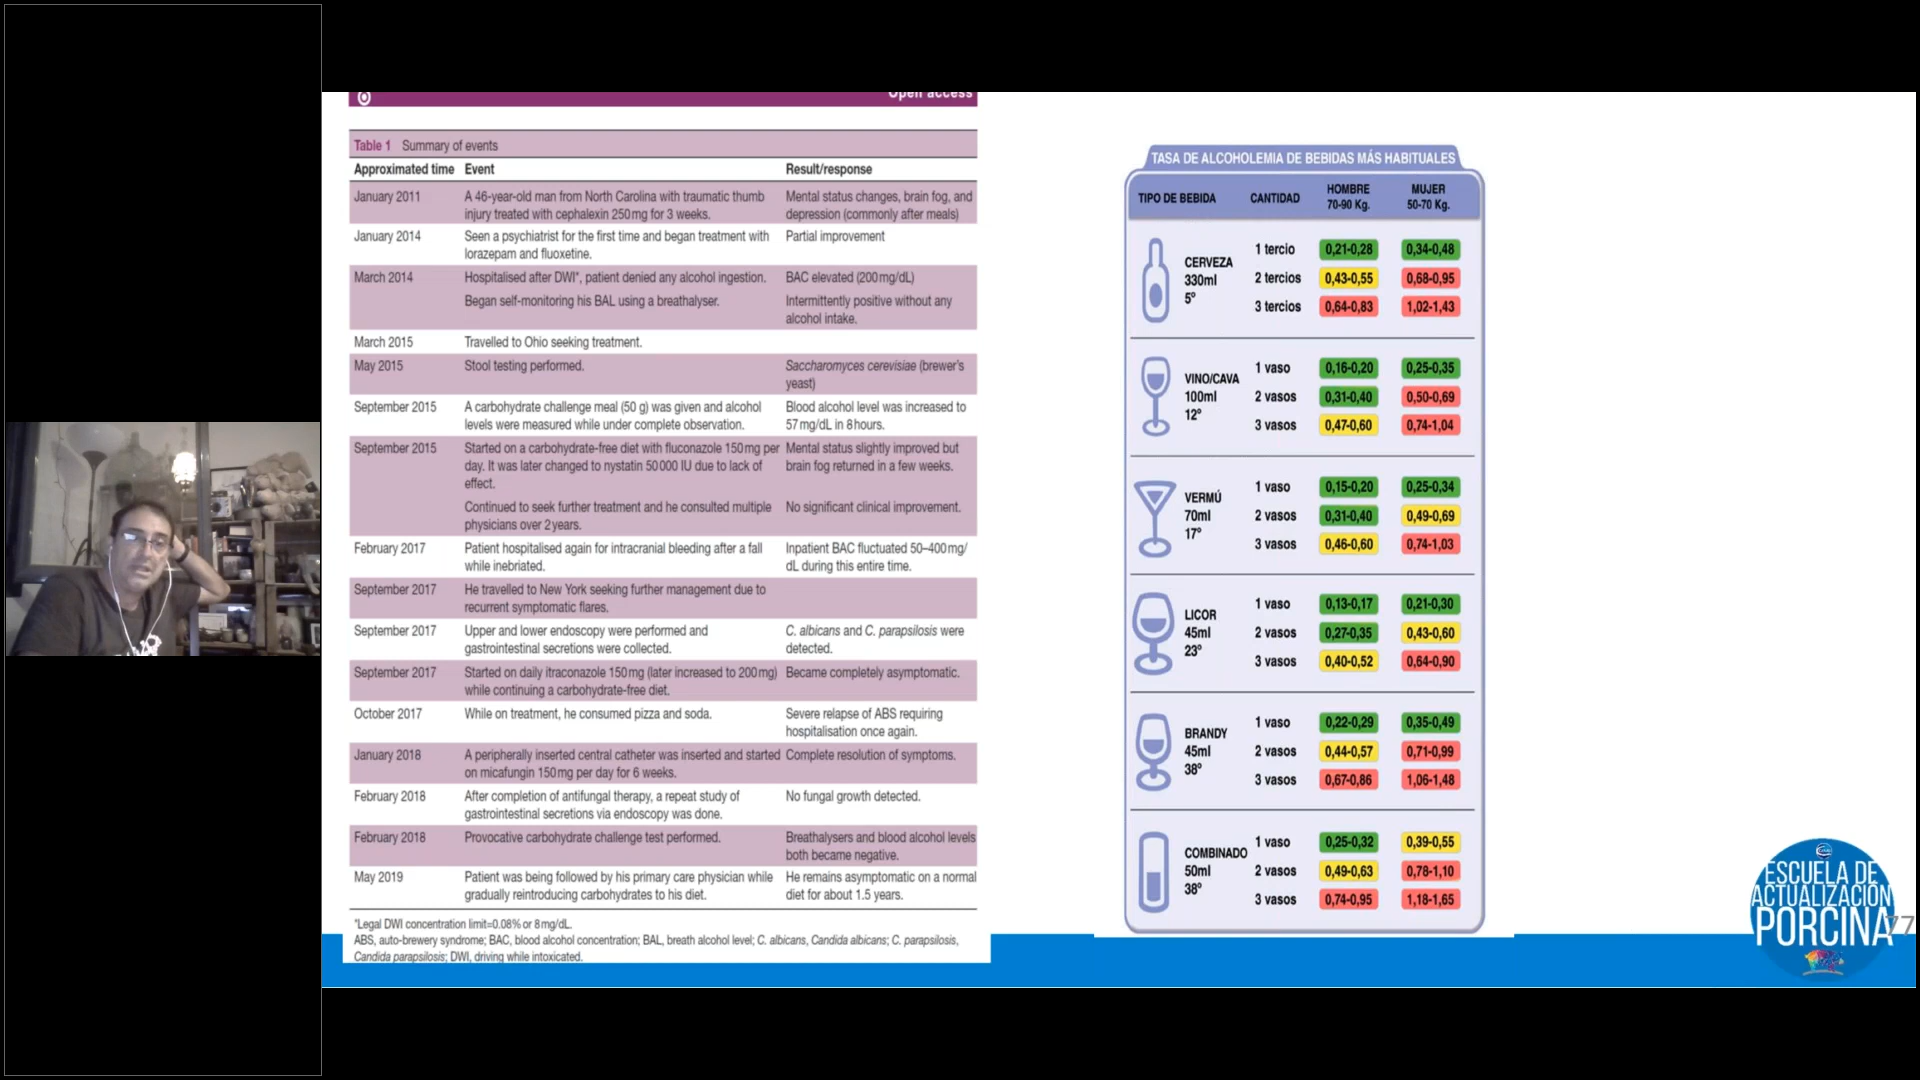 Open access
Table 1 Summary of events
Approximated time Event Result/response
January 2011 A 46-year-old man from North Carolina with traumatic thumb Mental status changes, brain fog, and
injury treated with cephalexin 250 mg for 3 weeks. depression (commonly after meals)
January 2014 Seen a psychiatrist for the first time and began treatment with Partial improvement
lorazepam and fluoxetine.
March 2014 Hospitalised after DWI*, patient denied any alcohol ingestion. BAC elevated (200 mg/dL)
Began self-monitoring his BAL using a breathalyser. Intermittently positive without any
alcohol intake.
March 2015 Travelled to Ohio seeking treatment.
May 2015 Stool testing performed. Saccharomyces cerevisiae (brewer's
yeast)
September 2015 A carbohydrate challenge meal (50 g) was given and alcohol Blood alcohol level was increased to
levels were measured while under complete observation. 57 mg/dL in 8 hours.
September 2015 Started on a carbohydrate-free diet with fluconazole 150 mg per Mental status slightly improved but
day. It was later changed to nystatin 50 000 IU due to lack of brain fog returned in a few weeks.
effect.
Continued to seek further treatment and he consulted multiple No significant clinical improvement.
physicians over 2 years.
February 2017 Patient hospitalised again for intracranial bleeding after a fall Inpatient BAC fluctuated 50–400 mg/
while inebriated. dL during this entire time.
September 2017 He travelled to New York seeking further management due to
recurrent symptomatic flares.
September 2017 Upper and lower endoscopy were performed and C. albicans and C. parapsilosis were
gastrointestinal secretions were collected. detected.
September 2017 Started on daily itraconazole 150 mg (later increased to 200 mg) Became completely asymptomatic.
while continuing a carbohydrate-free diet.
October 2017 While on treatment, he consumed pizza and soda. Severe relapse of ABS requiring
hospitalisation once again.
January 2018 A peripherally inserted central catheter was inserted and started Complete resolution of symptoms.
on micafungin 150 mg per day for 6 weeks.
February 2018 After completion of antifungal therapy, a repeat study of No fungal growth detected.
gastrointestinal secretions via endoscopy was done.
February 2018 Provocative carbohydrate challenge test performed. Breathalysers and blood alcohol levels
both became negative.
May 2019 Patient was being followed by his primary care physician while He remains asymptomatic on a normal
gradually reintroducing carbohydrates to his diet. diet for about 1.5 years.
*Legal DWI concentration limit=0.08% or 8 mg/dL.
ABS, auto-brewery syndrome; BAC, blood alcohol concentration; BAL, breath alcohol level; C. albicans, Candida albicans; C. parapsilosis,
Candida parapsilosis; DWI, driving while intoxicated.
TASA DE ALCOHOLEMIA DE BEBIDAS MÁS HABITUALES
TIPO DE BEBIDA CANTIDAD HOMBRE 70-90 Kg. MUJER 50-70 Kg.
CERVEZA
330ml
5º
1 tercio 0,21-0,28 0,34-0,48
2 tercios 0,43-0,55 0,68-0,95
3 tercios 0,64-0,83 1,02-1,43
VINO/CAVA
100ml
12º
1 vaso 0,16-0,20 0,25-0,35
2 vasos 0,31-0,40 0,50-0,69
3 vasos 0,47-0,60 0,74-1,04
VERMÚ
70ml
17º
1 vaso 0,15-0,20 0,25-0,34
2 vasos 0,31-0,40 0,49-0,69
3 vasos 0,46-0,60 0,74-1,03
LICOR
45ml
23º
1 vaso 0,13-0,17 0,21-0,30
2 vasos 0,27-0,35 0,43-0,60
3 vasos 0,40-0,52 0,64-0,90
BRANDY
45ml
38º
1 vaso 0,22-0,29 0,35-0,49
2 vasos 0,44-0,57 0,71-0,99
3 vasos 0,67-0,86 1,06-1,48
COMBINADO
50ml
38º
1 vaso 0,25-0,32 0,39-0,55
2 vasos 0,49-0,63 0,78-1,10
3 vasos 0,74-0,95 1,18-1,65
ESCUELA DE
ACTUALIZACIÓN
PORCINA
77